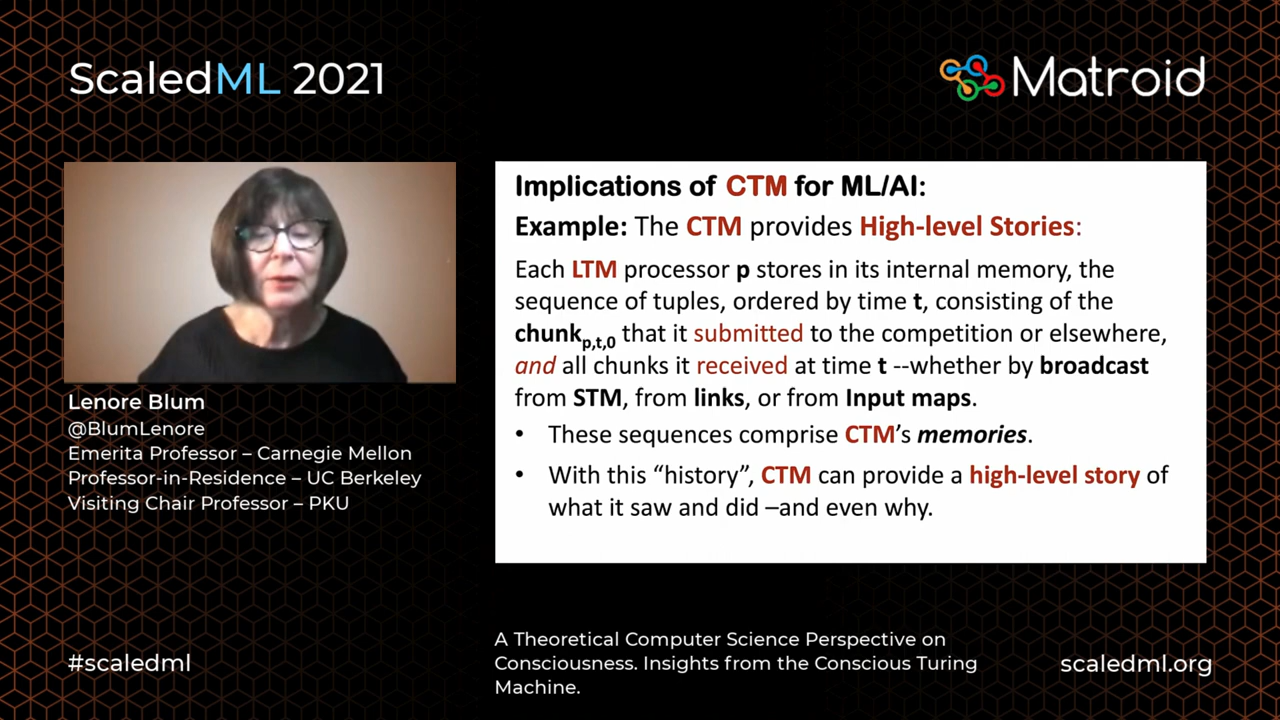 ScaledML 2021
Matroid
Implications of CTM for ML/AI:
Example: The CTM provides High-level Stories:
Each LTM processor p stores in its internal memory, the
sequence of tuples, ordered by time t, consisting of the
chunkp,t,0 that it submitted to the competition or elsewhere,
and all chunks it received at time t --whether by broadcast
from STM, from links, or from Input maps.
• These sequences comprise CTM's memories.
• With this “history”, CTM can provide a high-level story of
what it saw and did –and even why.
Lenore Blum
@BlumLenore
Emerita Professor – Carnegie Mellon
Professor-in-Residence – UC Berkeley
Visiting Chair Professor – PKU
#scaledml
A Theoretical Computer Science Perspective on
Consciousness. Insights from the Conscious Turing
Machine.
scaledml.org